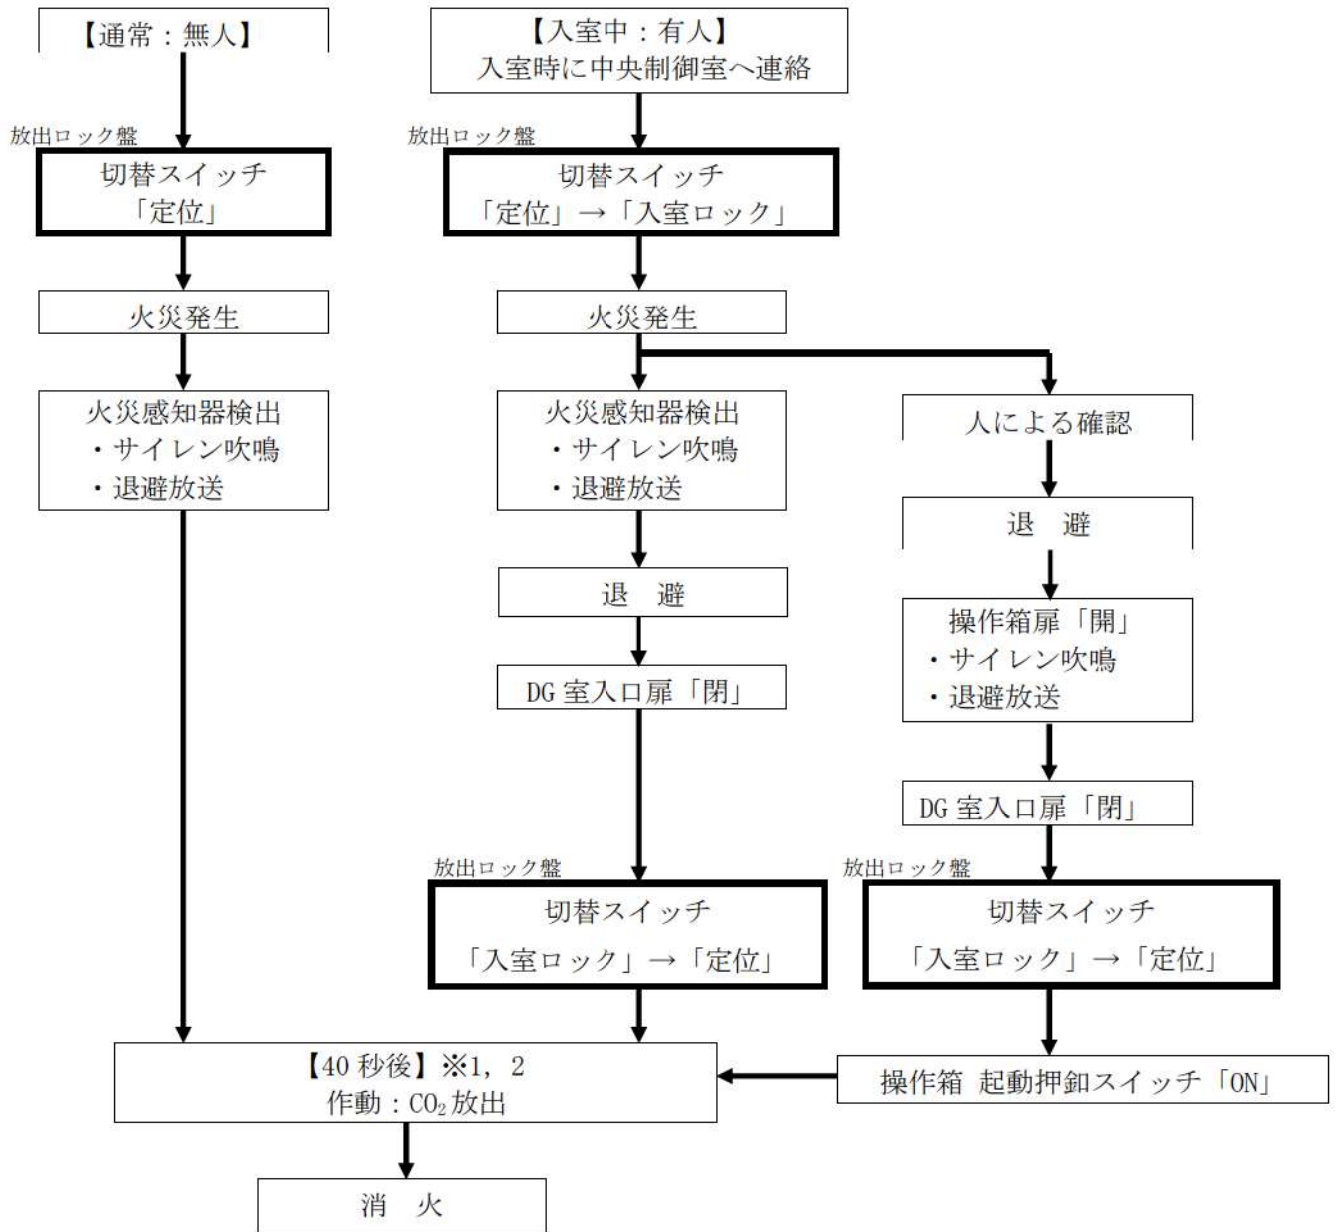 【通常：無人】
放出ロック盤
切替スイッチ
「定位」
火災発生
火災感知器検出
・サイレン吹鳴
・退避放送
【入室中：有人】
入室時に中央制御室へ連絡
放出ロック盤
切替スイッチ
「定位」→「入室ロック」
火災発生
火災感知器検出
・サイレン吹鳴
・退避放送
退　避
DG 室入口扉「閉」
放出ロック盤
切替スイッチ
「入室ロック」→「定位」
人による確認
退　避
操作箱扉「開」
・サイレン吹鳴
・退避放送
DG 室入口扉「閉」
放出ロック盤
切替スイッチ
「入室ロック」→「定位」
操作箱 起動押釦スイッチ「ON」
【40 秒後】※1, 2
作動：CO₂放出
消　火